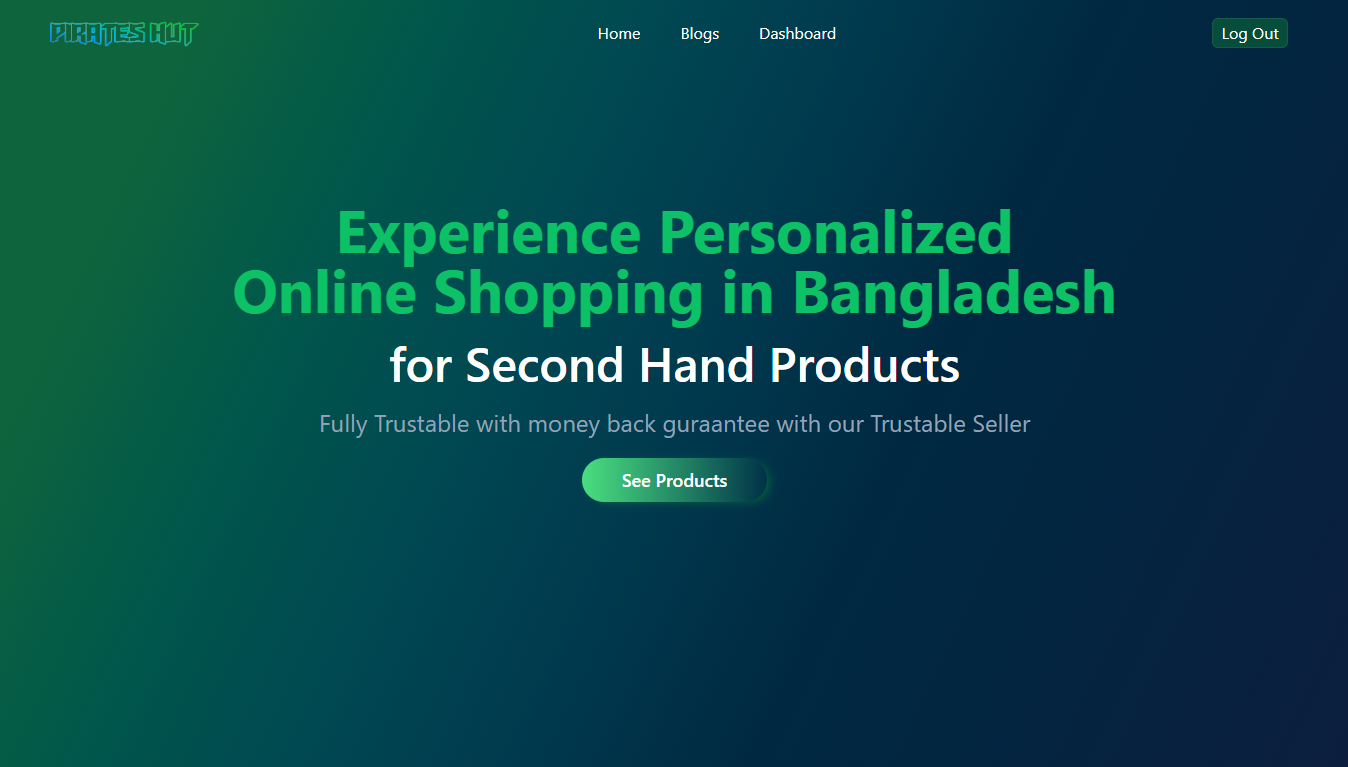 PIRATES HUT
Home
Blogs
Dashboard
Log Out
Experience Personalized
Online Shopping in Bangladesh
for Second Hand Products
Fully Trustable with money back guraantee with our Trustable Seller
See Products